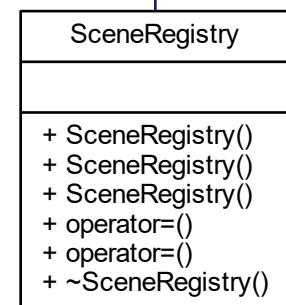 SceneRegistry
+ SceneRegistry()
+ SceneRegistry()
+ SceneRegistry()
+ operator=()
+ operator=()
+ ~SceneRegistry()